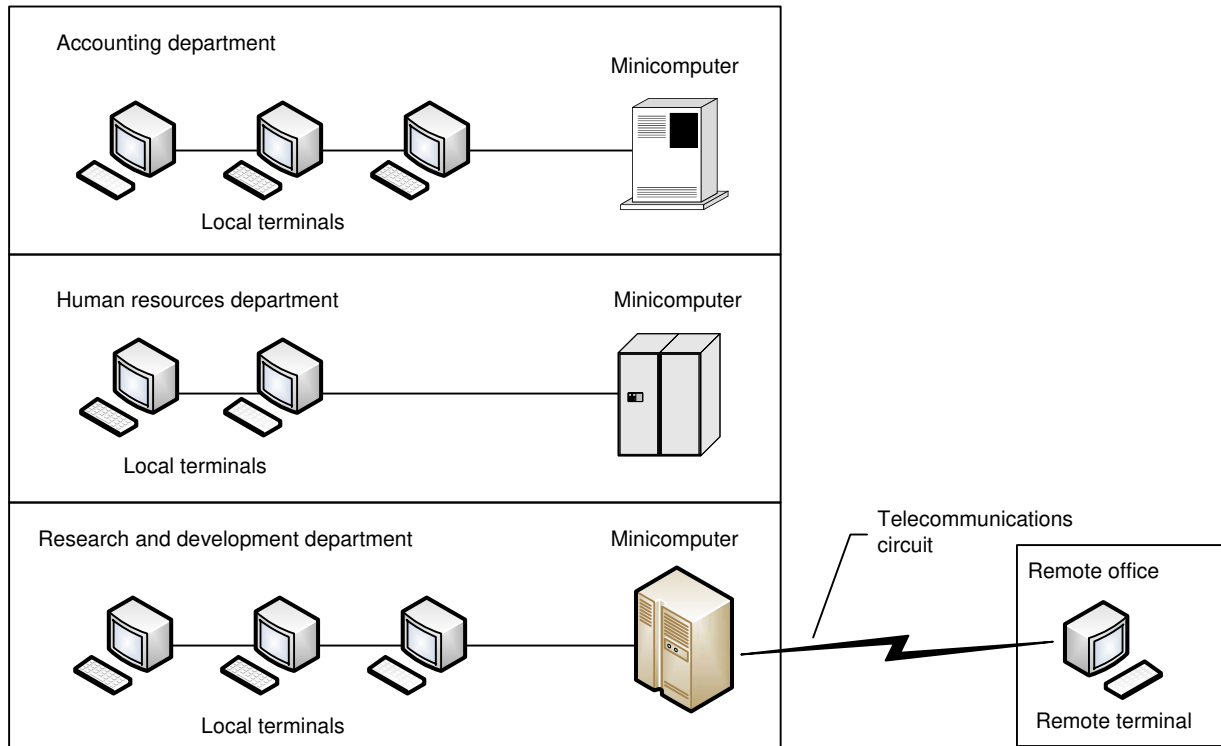 Accounting department
Minicomputer
Local terminals
Human resources department
Minicomputer
Local terminals
Research and development department
Minicomputer
Local terminals
Telecommunications
circuit
Remote office
Remote terminal